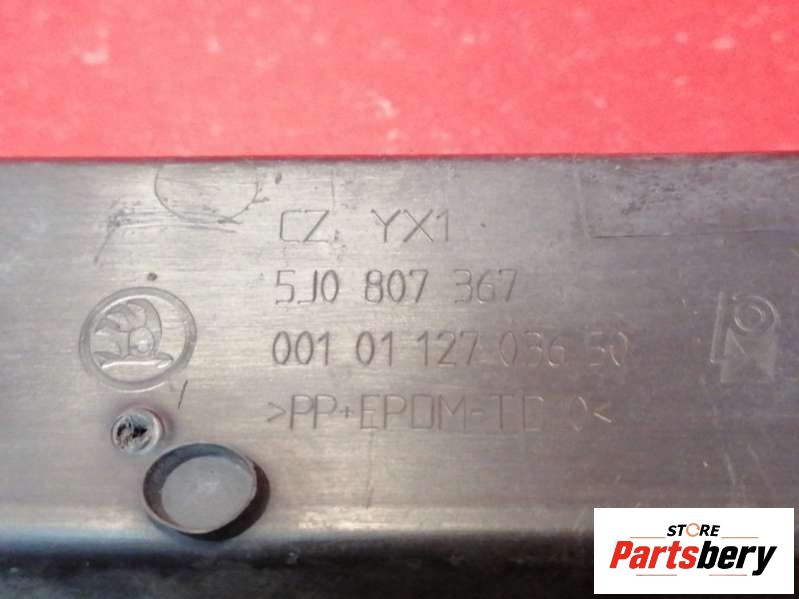 CZ YX1
5J0 807 367
001 01 127 036 50
>PP+EPDM-TD10<
STORE
Partsbery